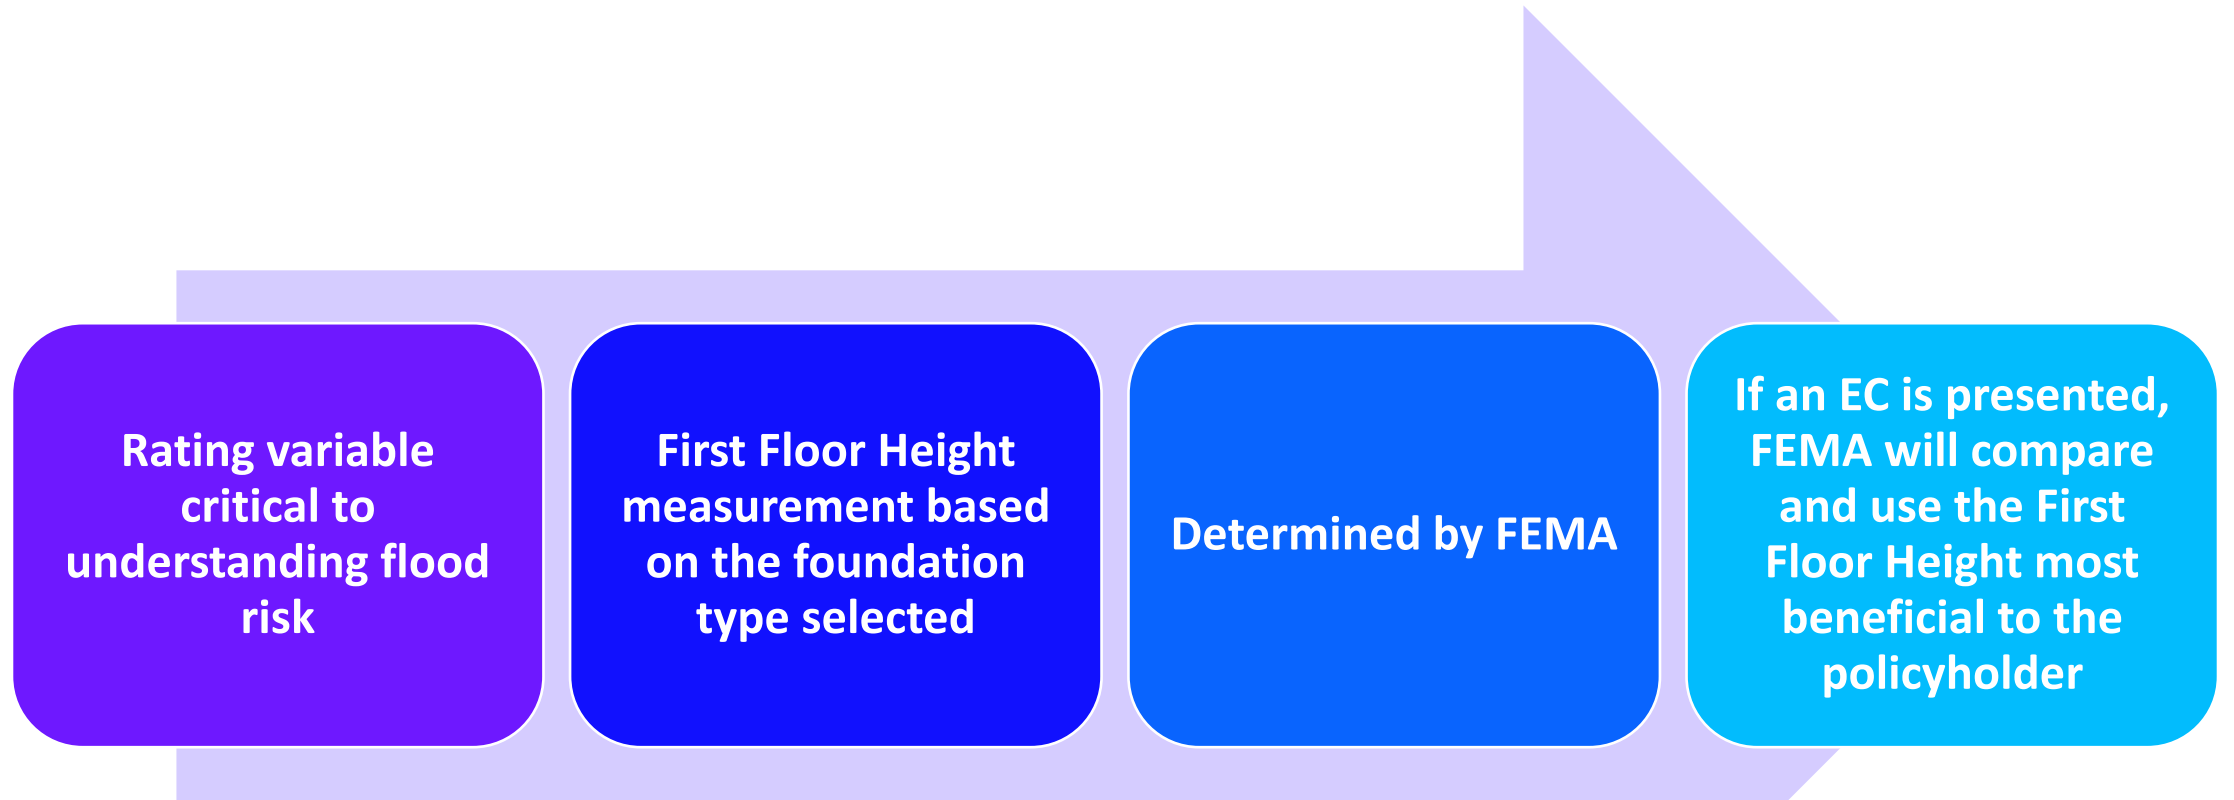 Rating variable
critical to
understanding flood
risk
First Floor Height
measurement based
on the foundation
type selected
Determined by FEMA
If an EC is presented,
FEMA will compare
and use the First
Floor Height most
beneficial to the
policyholder